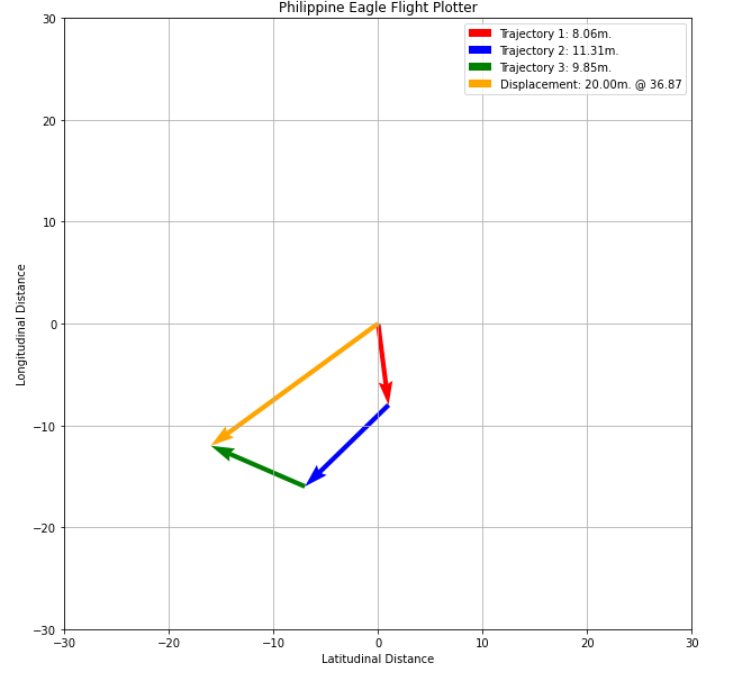 Philippine Eagle Flight Plotter
Trajectory 1: 8.06m.
Trajectory 2: 11.31m.
Trajectory 3: 9.85m.
Displacement: 20.00m. @ 36.87
30
20
10
0
−10
−20
−30
Longitudinal Distance
−30 −20 −10 0 10 20 30
Latitudinal Distance